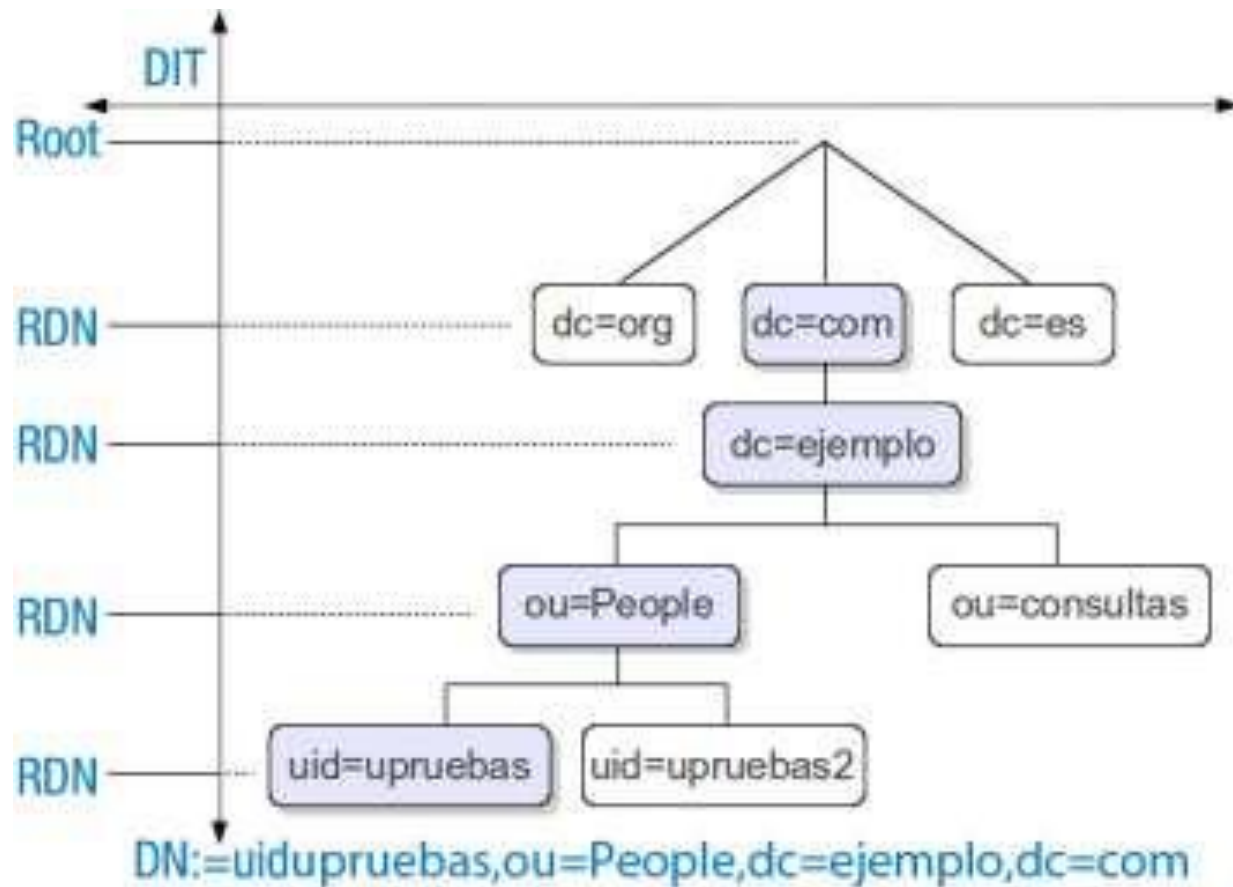 DIT
Root
RDN dc=org dc=com dc=es
RDN dc=ejemplo
RDN ou=People ou=consultas
RDN uid=upruebas uid=upruebas2
DN:=uidupruebas,ou=People,dc=ejemplo,dc=com